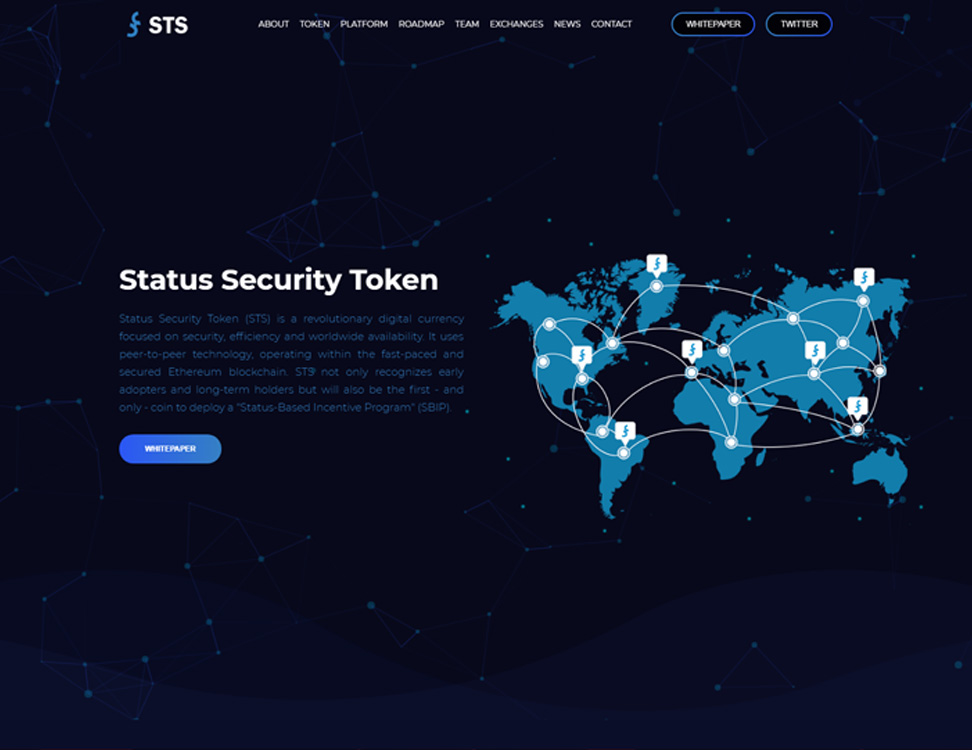 STS
ABOUT TOKEN PLATFORM ROADMAP TEAM EXCHANGES NEWS CONTACT WHITEPAPER TWITTER
Status Security Token
Status Security Token (STS) is a revolutionary digital currency
focused on security, efficiency and worldwide availability. It uses
peer-to-peer technology, operating within the fast-paced and
secured Ethereum blockchain. STS not only recognizes early
adopters and long-term holders but will also be the first - and
only - coin to deploy a "Status-Based Incentive Program" (SBIP).
WHITEPAPER